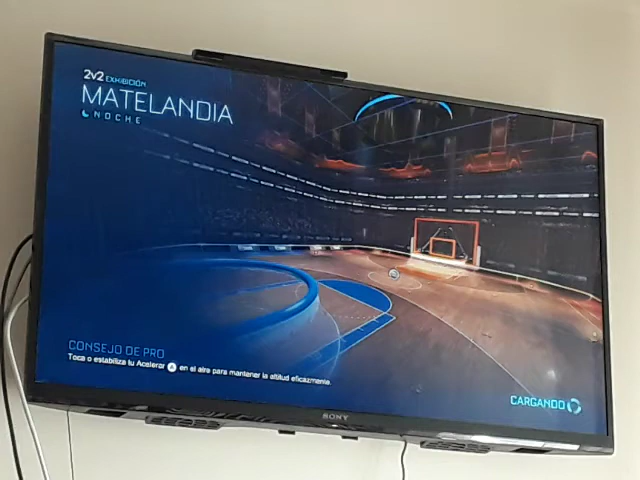 2v2 EXHIBICIÓN
MATELANDIA
NOCHE
CONSEJO DE PRO
Toca o estabiliza tu Acelerar A en el aire para mantener la altitud eficazmente.
CARGANDO
SONY